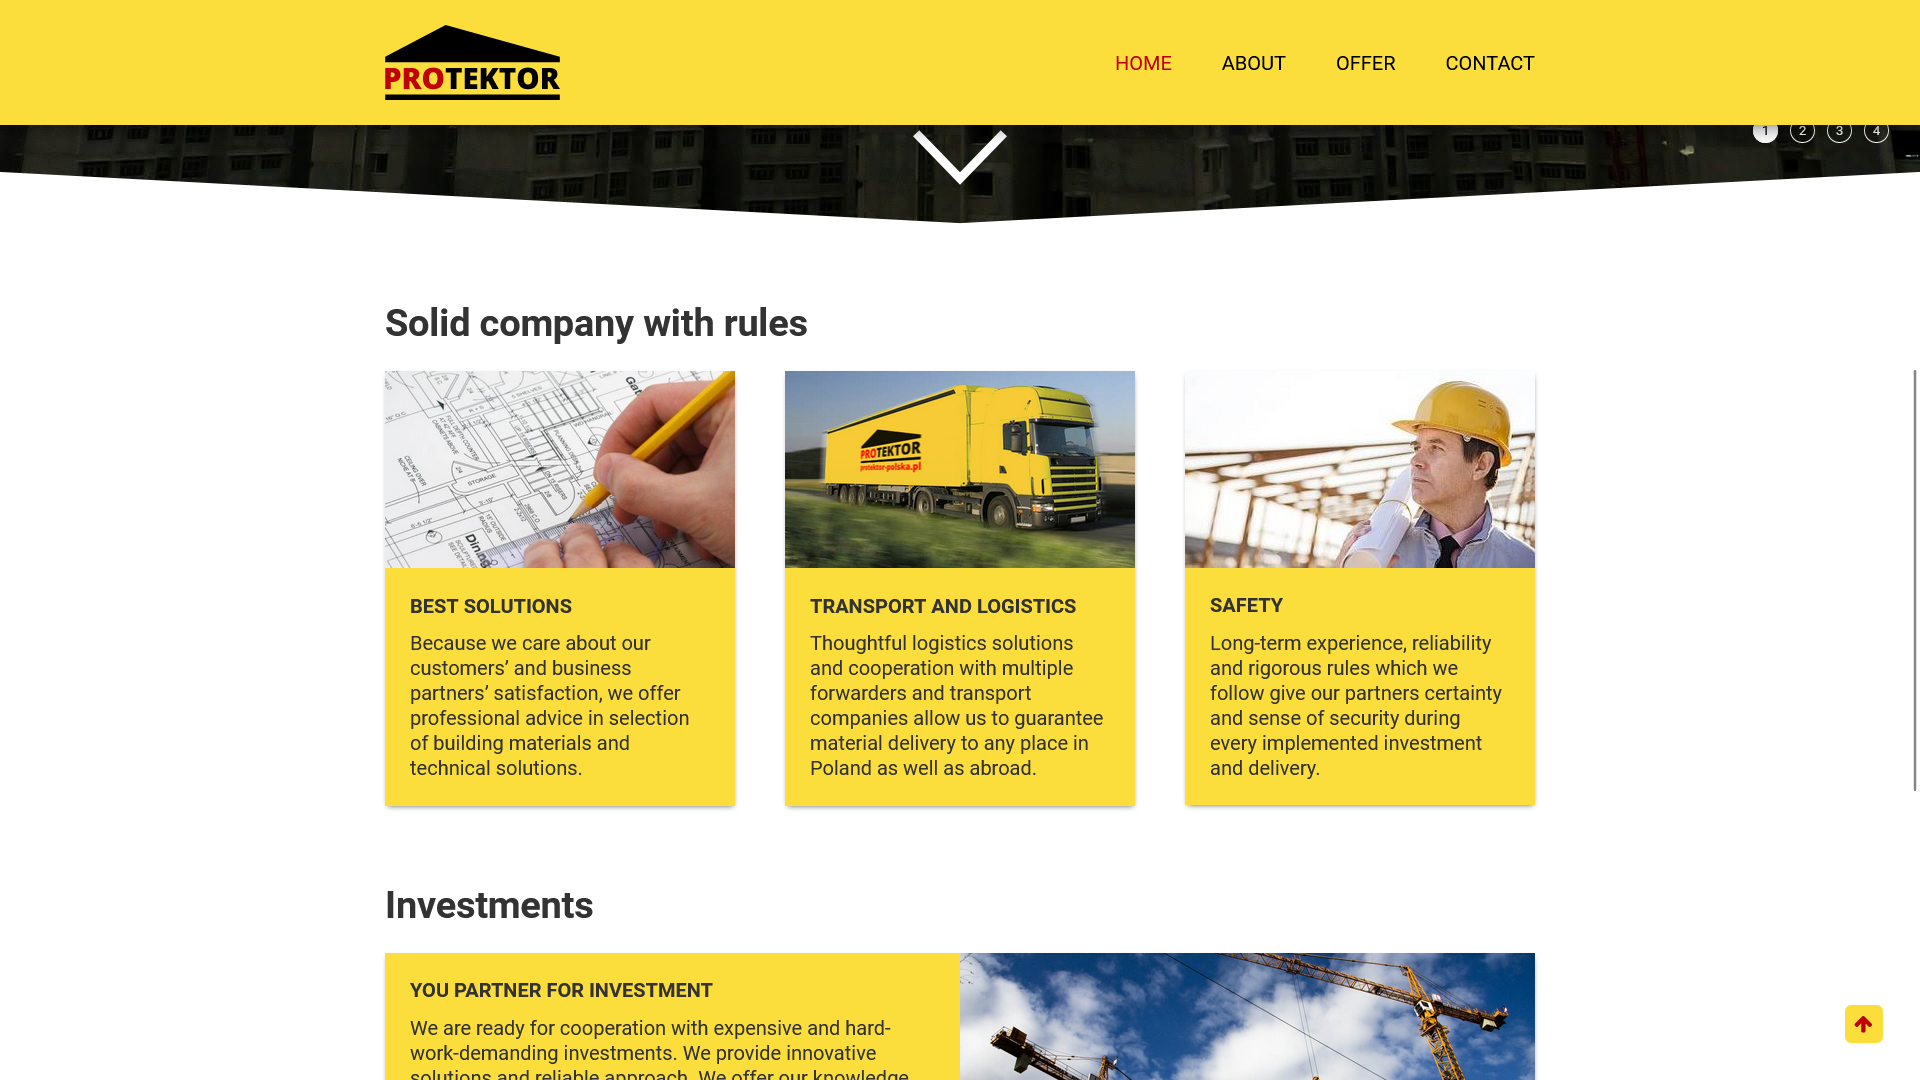 PROTEKTOR
HOME ABOUT OFFER CONTACT
1 2 3 4
Solid company with rules
PROTEKTOR
protektor-polska.pl
BEST SOLUTIONS
Because we care about our
customers’ and business
partners’ satisfaction, we offer
professional advice in selection
of building materials and
technical solutions.
TRANSPORT AND LOGISTICS
Thoughtful logistics solutions
and cooperation with multiple
forwarders and transport
companies allow us to guarantee
material delivery to any place in
Poland as well as abroad.
SAFETY
Long-term experience, reliability
and rigorous rules which we
follow give our partners certainty
and sense of security during
every implemented investment
and delivery.
Investments
YOU PARTNER FOR INVESTMENT
We are ready for cooperation with expensive and hard-
work-demanding investments. We provide innovative
solutions and reliable approach. We offer our knowledge